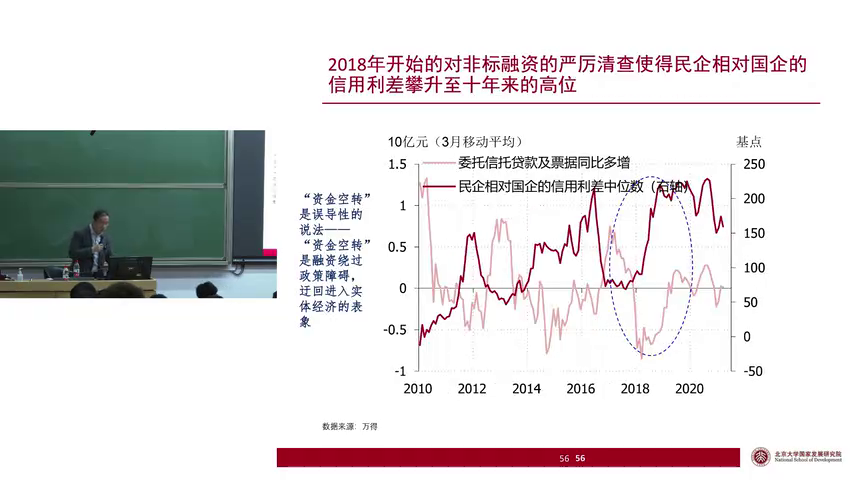 2018年开始的对非标融资的严厉清查使得民企相对国企的
信用利差攀升至十年来的高位
10亿元（3月移动平均）
基点
委托信托贷款及票据同比多增
民企相对国企的信用利差中位数（右轴）
1.5
1
0.5
0
-0.5
-1
250
200
150
100
50
0
-50
2010 2012 2014 2016 2018 2020
“资金空转”
是误导性的
说法——
“资金空转”
是融资绕过
政策障碍，
迂回进入实
体经济的表
象
数据来源：万得
56 56
北京大学国家发展研究院
National School of Development